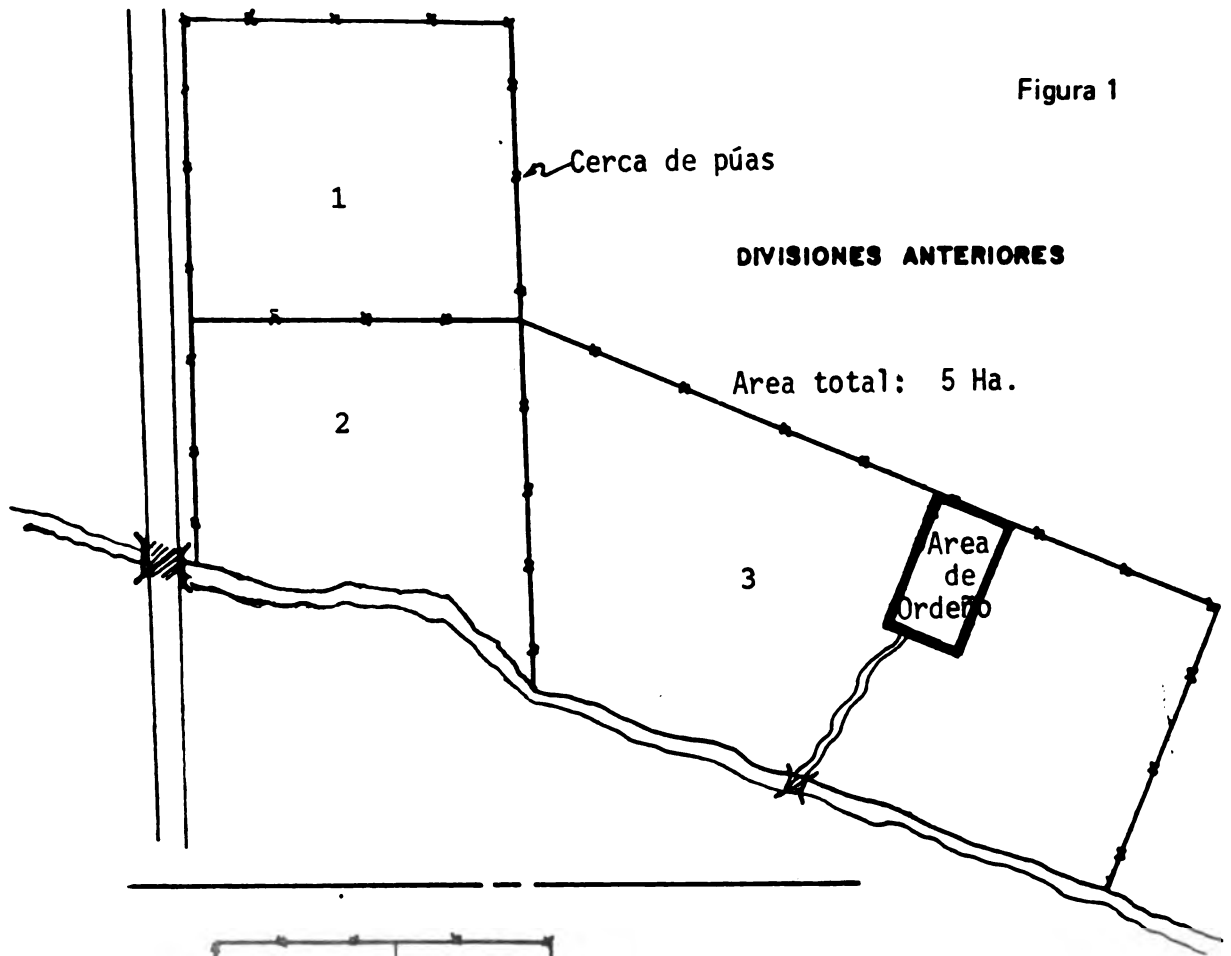 Figura 1
Cerca de púas
1
DIVISIONES ANTERIORES
Area total: 5 Ha.
2
3
Area
de
Ordeño